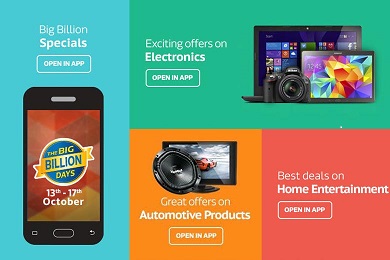 Big Billion
Specials
OPEN IN APP
THE BIG
BILLION
DAYS
13th - 17th
October
Exciting offers on
Electronics
OPEN IN APP
Great offers on
Automotive Products
OPEN IN APP
Best deals on
Home Entertainment
OPEN IN APP